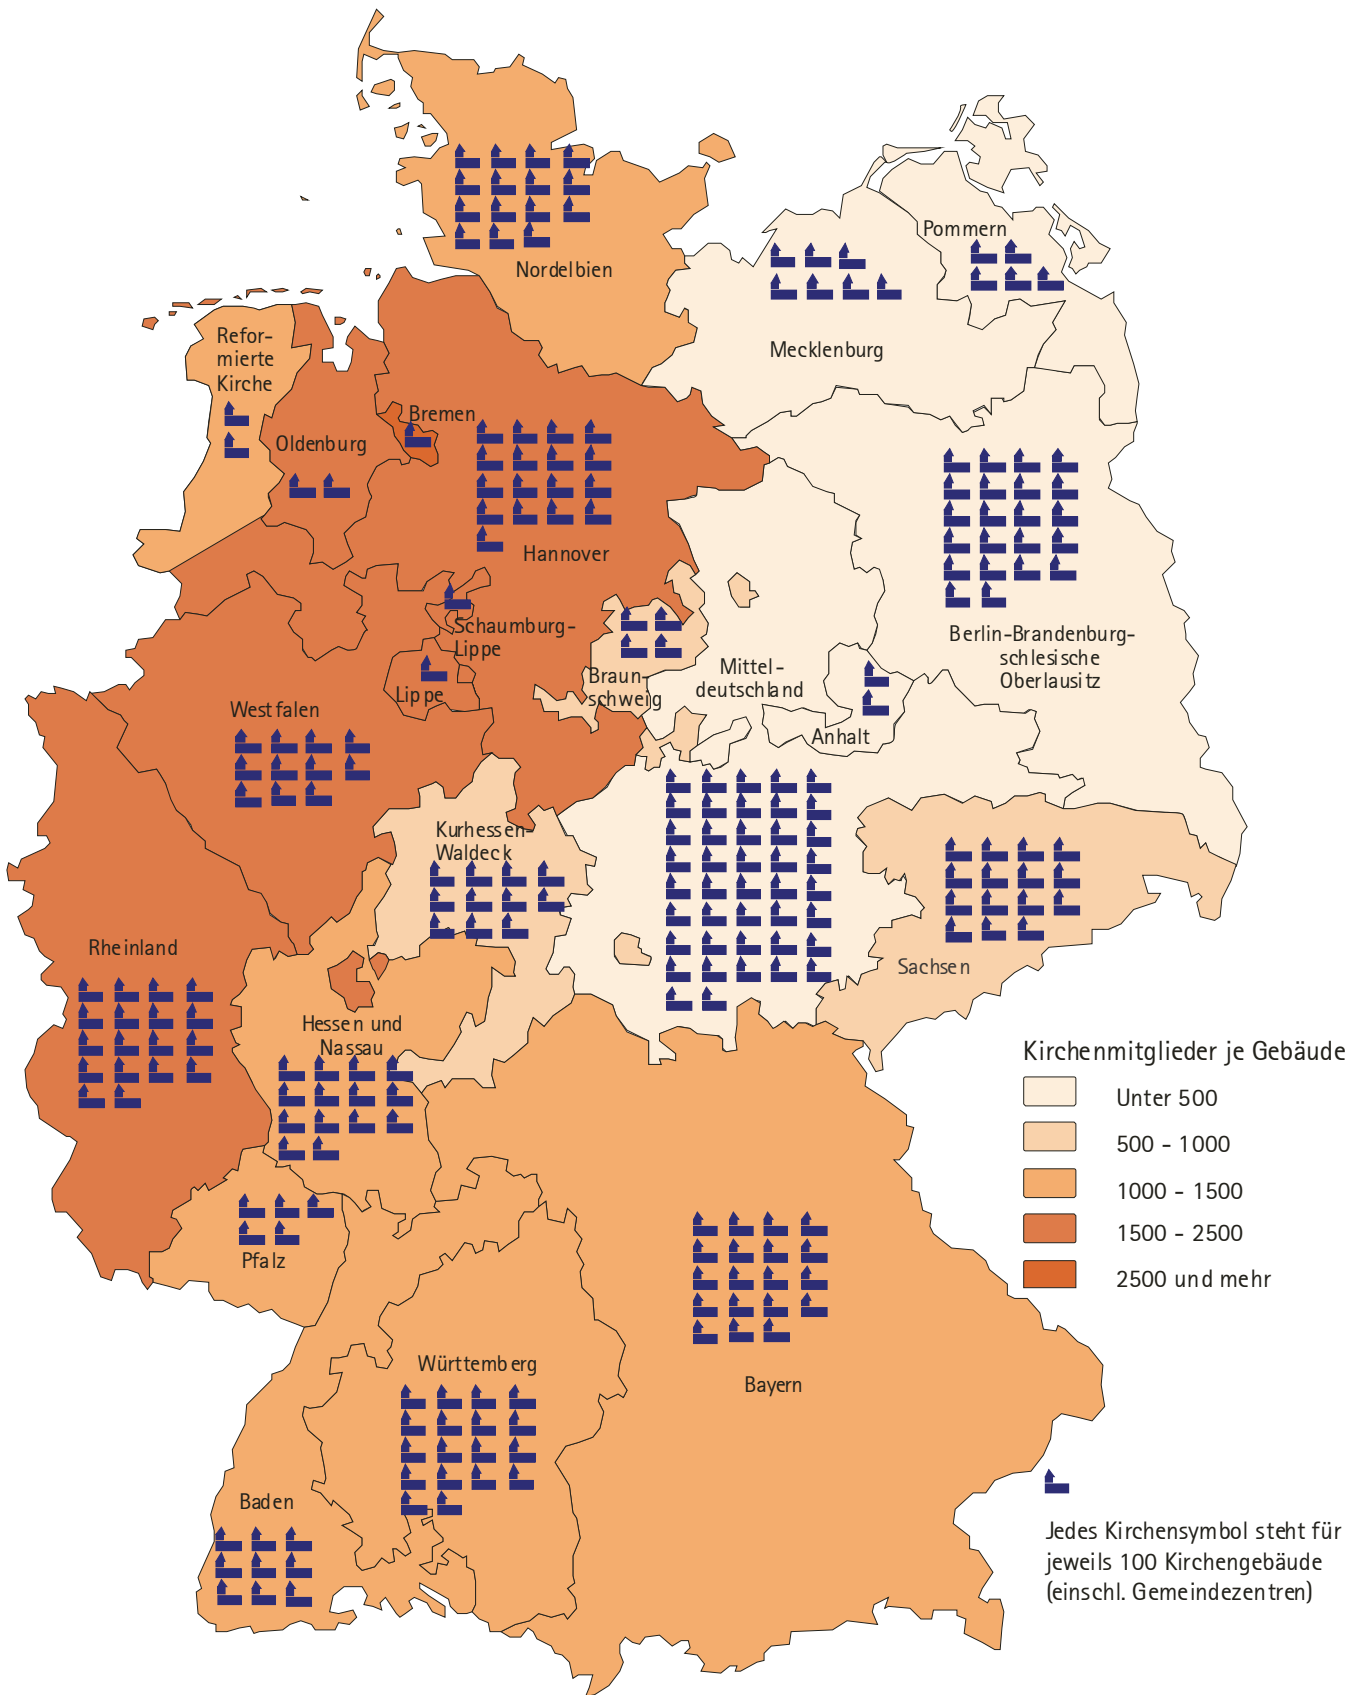 Pommern
Nordelbien
Mecklenburg
Refor-
mierte
Kirche
Bremen
Oldenburg
Hannover
Schaumburg-
Lippe
Lippe
Braun-
schweig
Mittel-
deutschland
Berlin-Brandenburg-
schlesische
Oberlausitz
Anhalt
Westfalen
Kurhessen-
Waldeck
Rheinland
Sachsen
Hessen und
Nassau
Pfalz
Württemberg
Bayern
Baden
Kirchenmitglieder je Gebäude
Unter 500
500 - 1000
1000 - 1500
1500 - 2500
2500 und mehr
Jedes Kirchensymbol steht für
jeweils 100 Kirchengebäude
(einschl. Gemeindezentren)